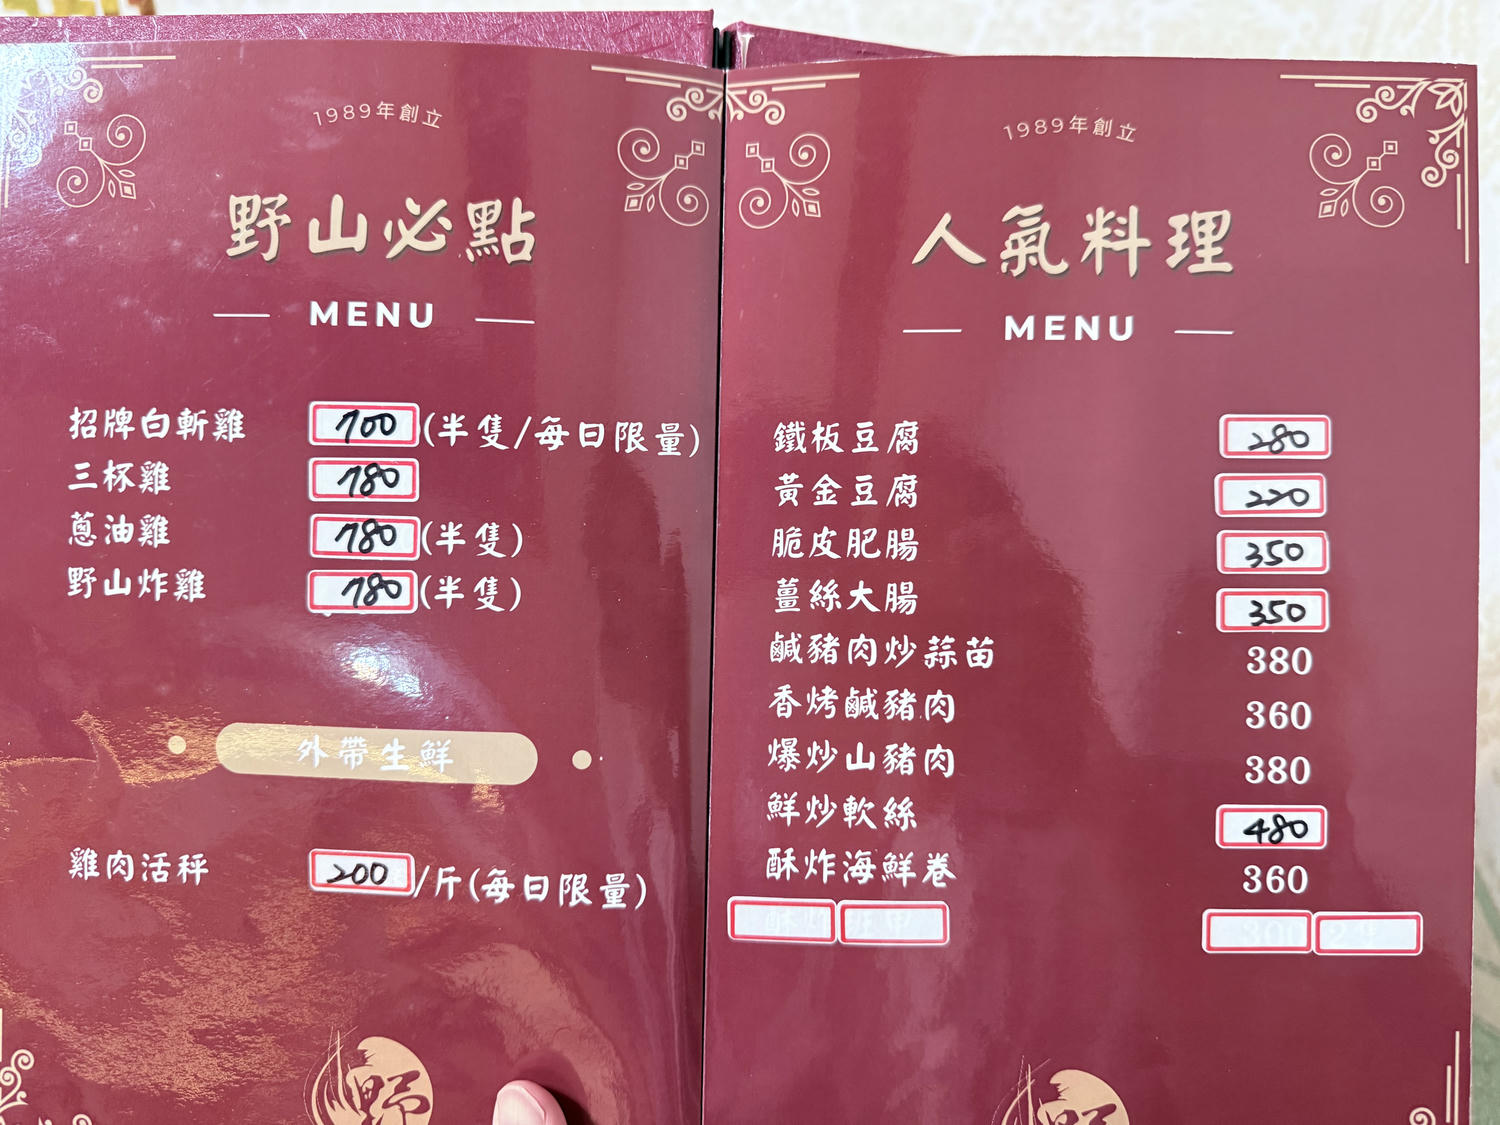 1989年創立
野山必點
MENU
招牌白斬雞 700 (半隻/每日限量)
三杯雞 780
蔥油雞 780 (半隻)
野山炸雞 780 (半隻)
外帶生鮮
雞肉活秤 200 /斤(每日限量)
野
1989年創立
人氣料理
MENU
鐵板豆腐 280
黃金豆腐 220
脆皮肥腸 350
薑絲大腸 350
鹹豬肉炒蒜苗 380
香烤鹹豬肉 360
爆炒山豬肉 380
鮮炒軟絲 480
酥炸海鮮卷 360
野